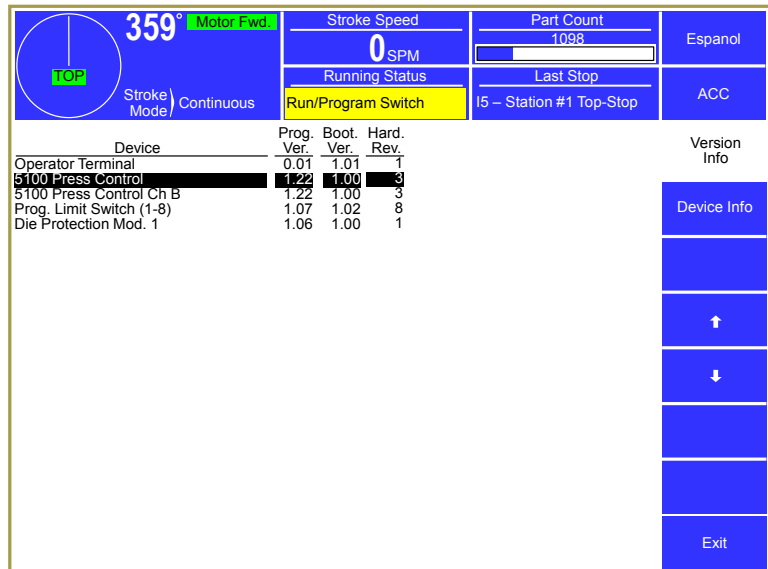 359° Motor Fwd.
TOP
Stroke Mode Continuous
Stroke Speed
0 SPM
Part Count
1098
Running Status
Run/Program Switch
Last Stop
I5 – Station #1 Top-Stop
Espanol
ACC
Version Info
Device Info
Exit
Device Prog. Ver. Boot. Ver. Hard. Rev.
Operator Terminal 0.01 1.01 1
5100 Press Control 1.22 1.00 3
5100 Press Control Ch B 1.22 1.00 3
Prog. Limit Switch (1-8) 1.07 1.02 8
Die Protection Mod. 1 1.06 1.00 1